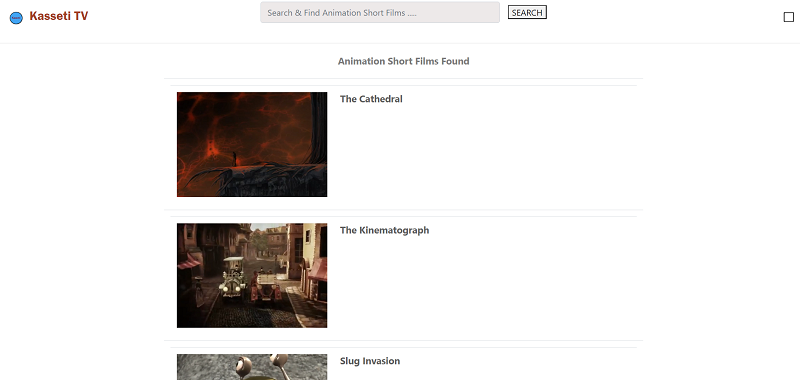 Kasseti TV
Search & Find Animation Short Films ....
SEARCH
Animation Short Films Found
The Cathedral
The Kinematograph
Slug Invasion